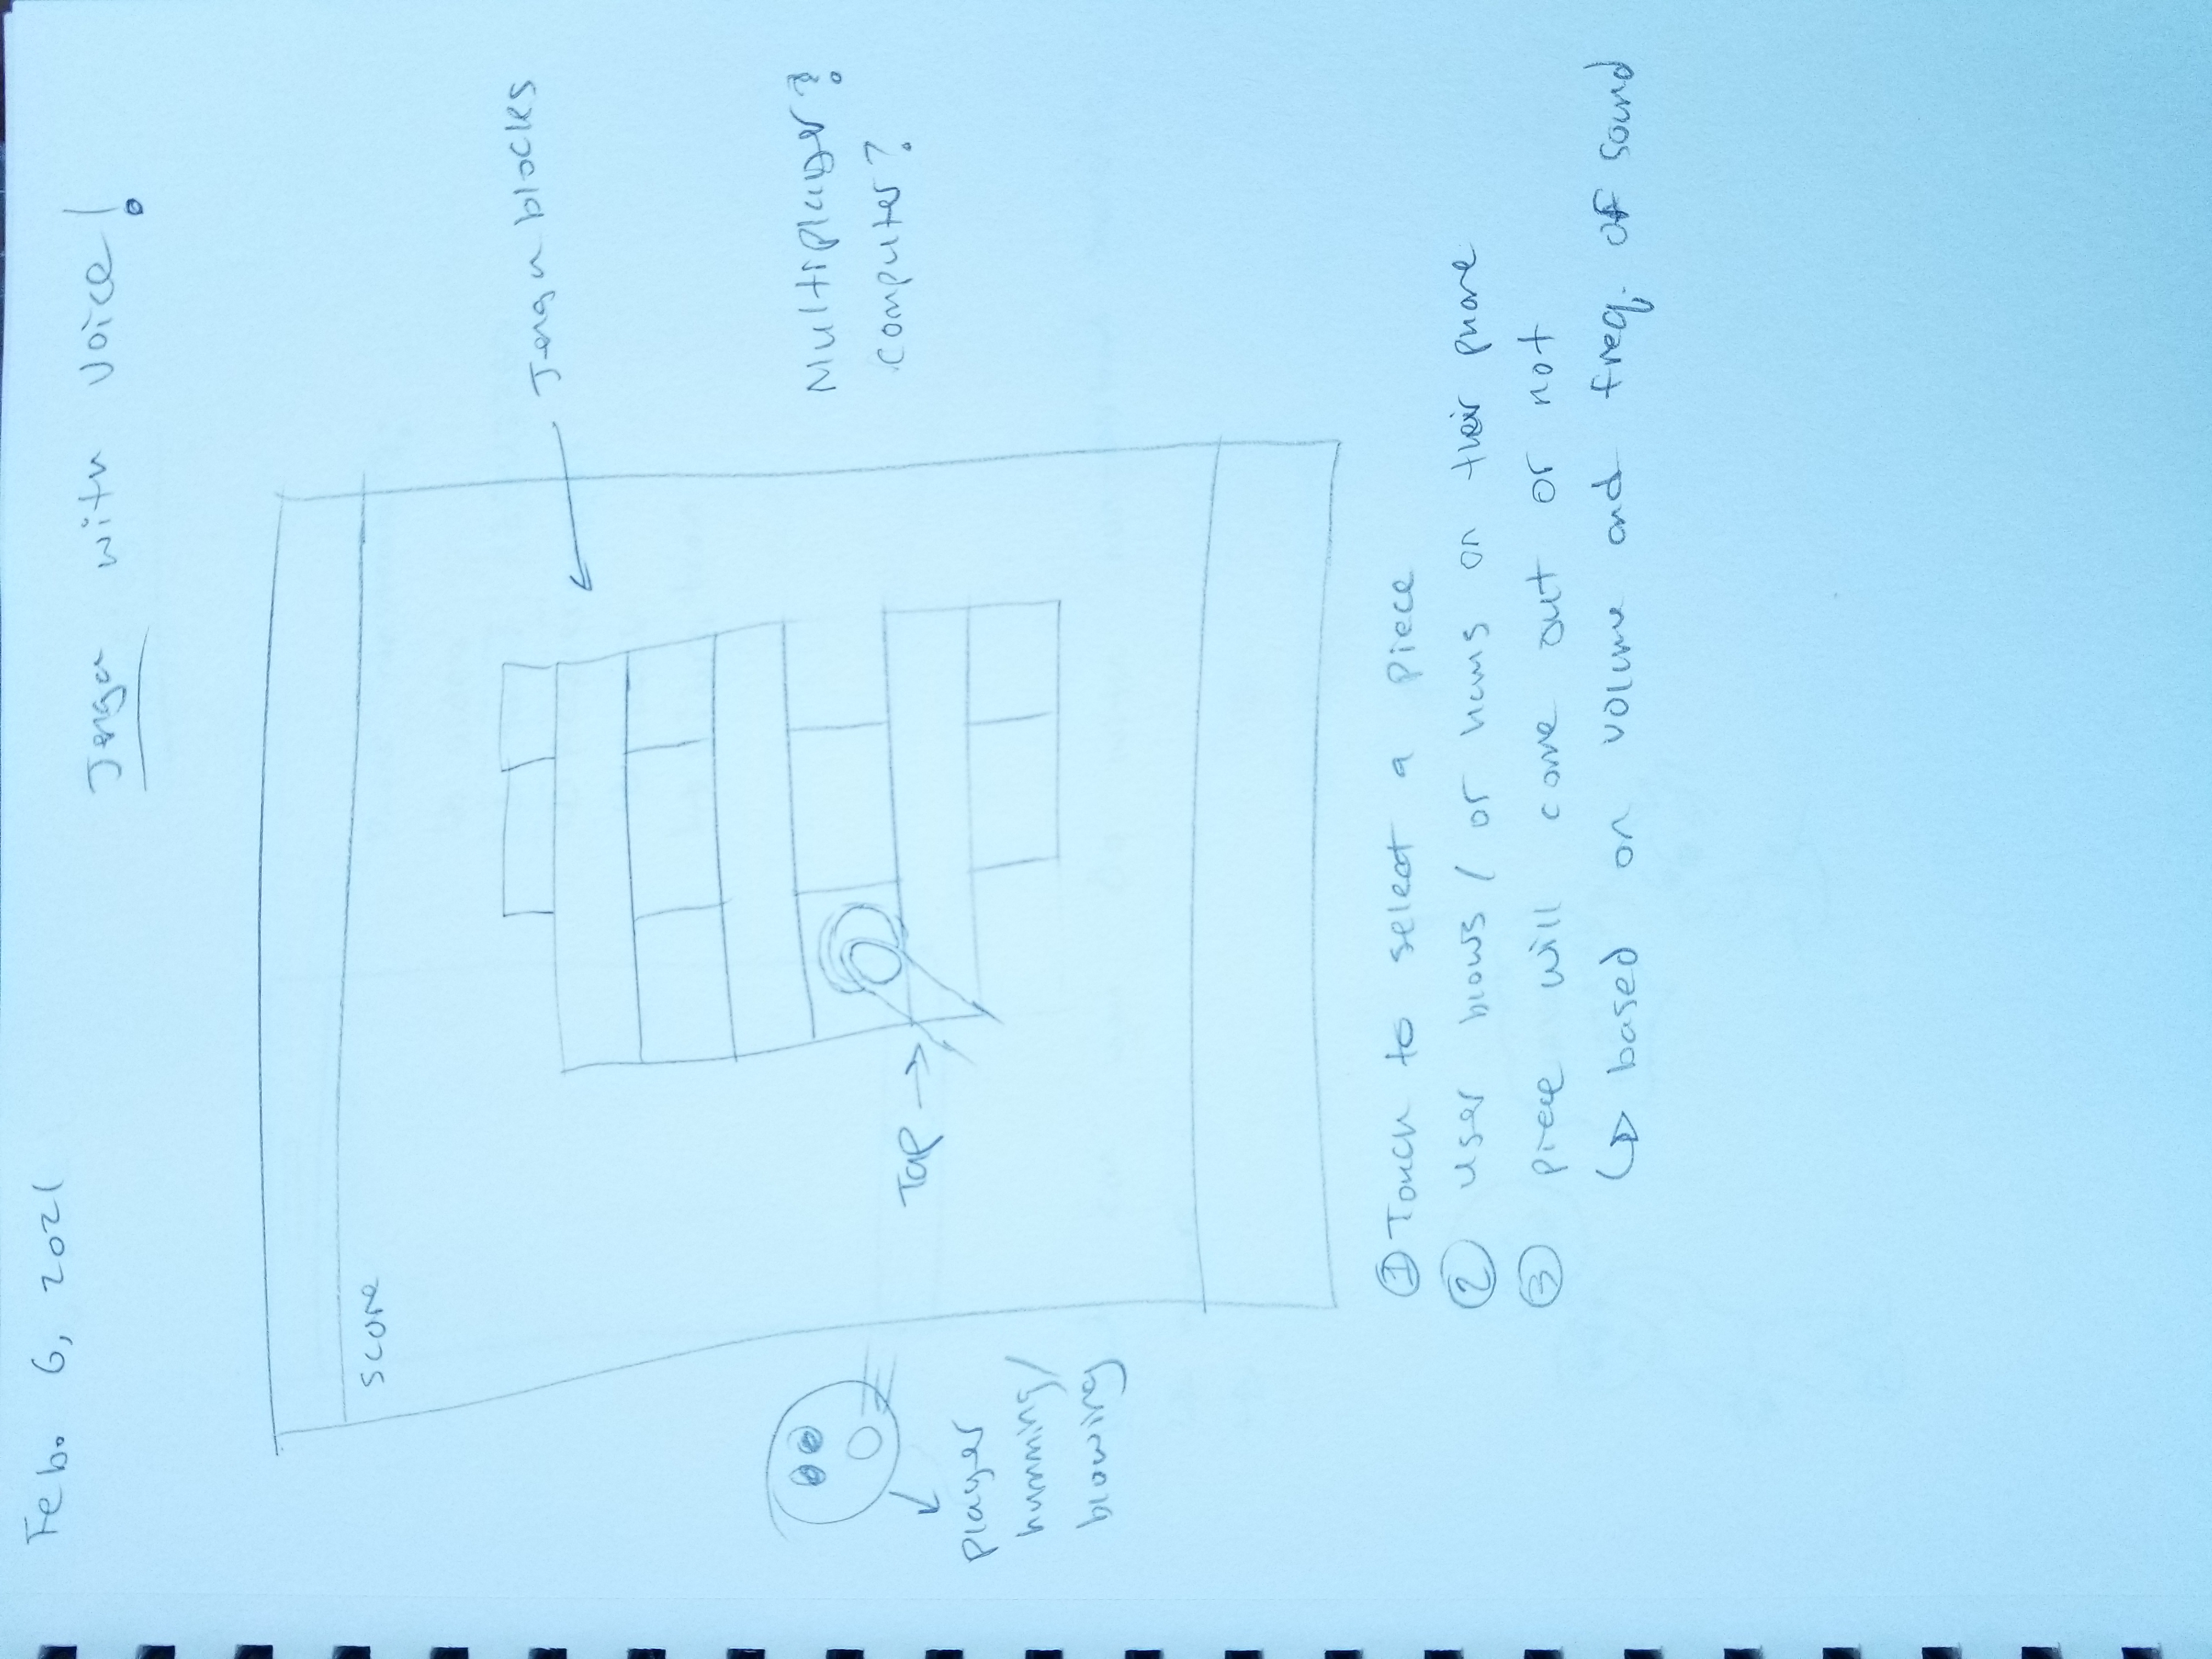 Feb. 6, 2021
Jenga with voice!
score
Jenga blocks
Multiplayer?
computer?
Tap
player
humming/
blowing
① Touch to select a piece
② user blows / or hums on their phone
③ piece will come out or not
↳ based on volume and freq. of sound